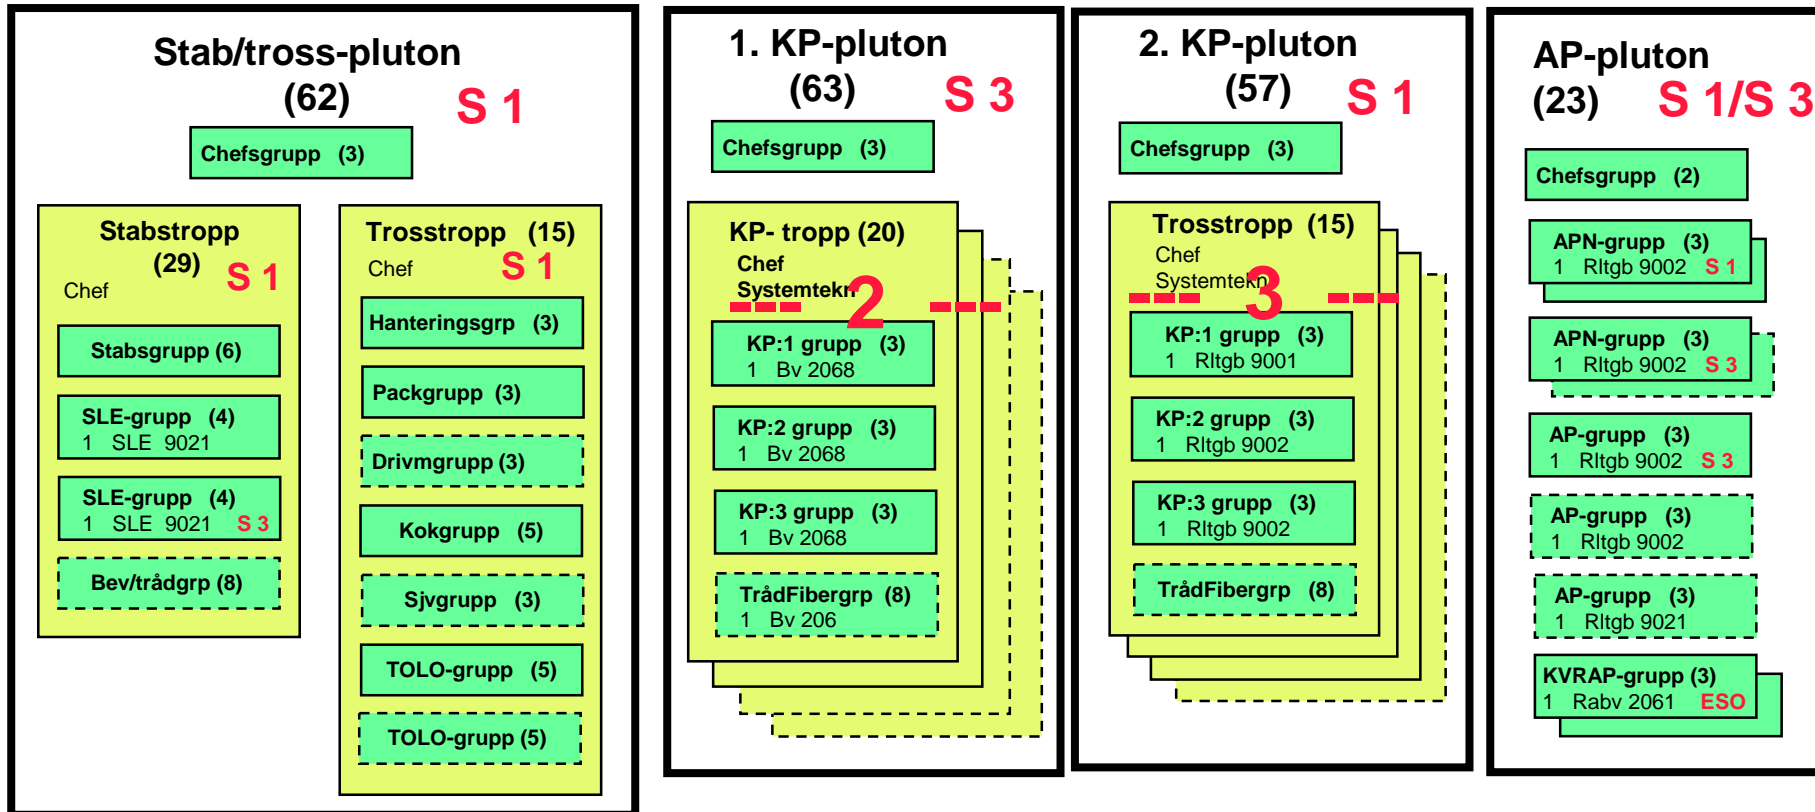 Stab/tross-pluton
(62)
S 1
Chefsgrupp (3)
Stabstropp
(29)
S 1
Chef
Stabsgrupp (6)
SLE-grupp (4)
1 SLE 9021
SLE-grupp (4)
1 SLE 9021 S 3
Bev/trådgrp (8)
Trosstropp (15)
Chef
S 1
Hanteringsgrp (3)
Packgrupp (3)
Drivmgrupp (3)
Kokgrupp (5)
Sjvgrupp (3)
TOLO-grupp (5)
TOLO-grupp (5)
1. KP-pluton
(63)
S 3
Chefsgrupp (3)
KP- tropp (20)
Chef
Systemtekn
2
KP:1 grupp (3)
1 Bv 2068
KP:2 grupp (3)
1 Bv 2068
KP:3 grupp (3)
1 Bv 2068
TrådFibergrp (8)
1 Bv 206
2. KP-pluton
(57)
S 1
Chefsgrupp (3)
Trosstropp (15)
Chef
Systemtekn
3
KP:1 grupp (3)
1 Rltgb 9001
KP:2 grupp (3)
1 Rltgb 9002
KP:3 grupp (3)
1 Rltgb 9002
TrådFibergrp (8)
AP-pluton
(23)
S 1/S 3
Chefsgrupp (2)
APN-grupp (3)
1 Rltgb 9002 S 1
APN-grupp (3)
1 Rltgb 9002 S 3
AP-grupp (3)
1 Rltgb 9002 S 3
AP-grupp (3)
1 Rltgb 9002
AP-grupp (3)
1 Rltgb 9021
KVRAP-grupp (3)
1 Rabv 2061 ESO